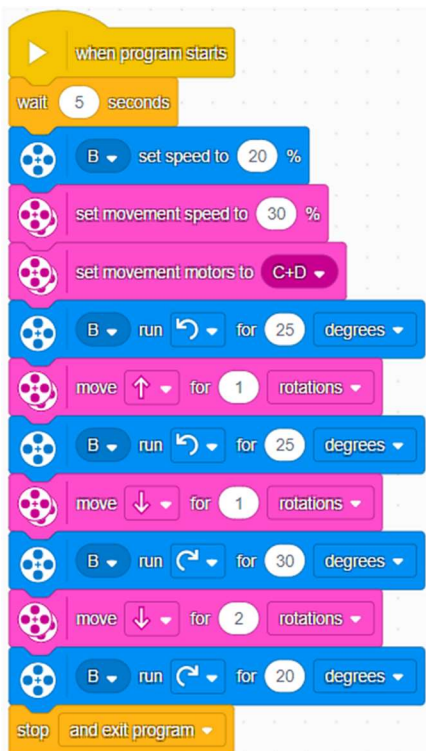 when program starts
wait 5 seconds
B set speed to 20 %
set movement speed to 30 %
set movement motors to C+D
B run for 25 degrees
move for 1 rotations
B run for 25 degrees
move for 1 rotations
B run for 30 degrees
move for 2 rotations
B run for 20 degrees
stop and exit program